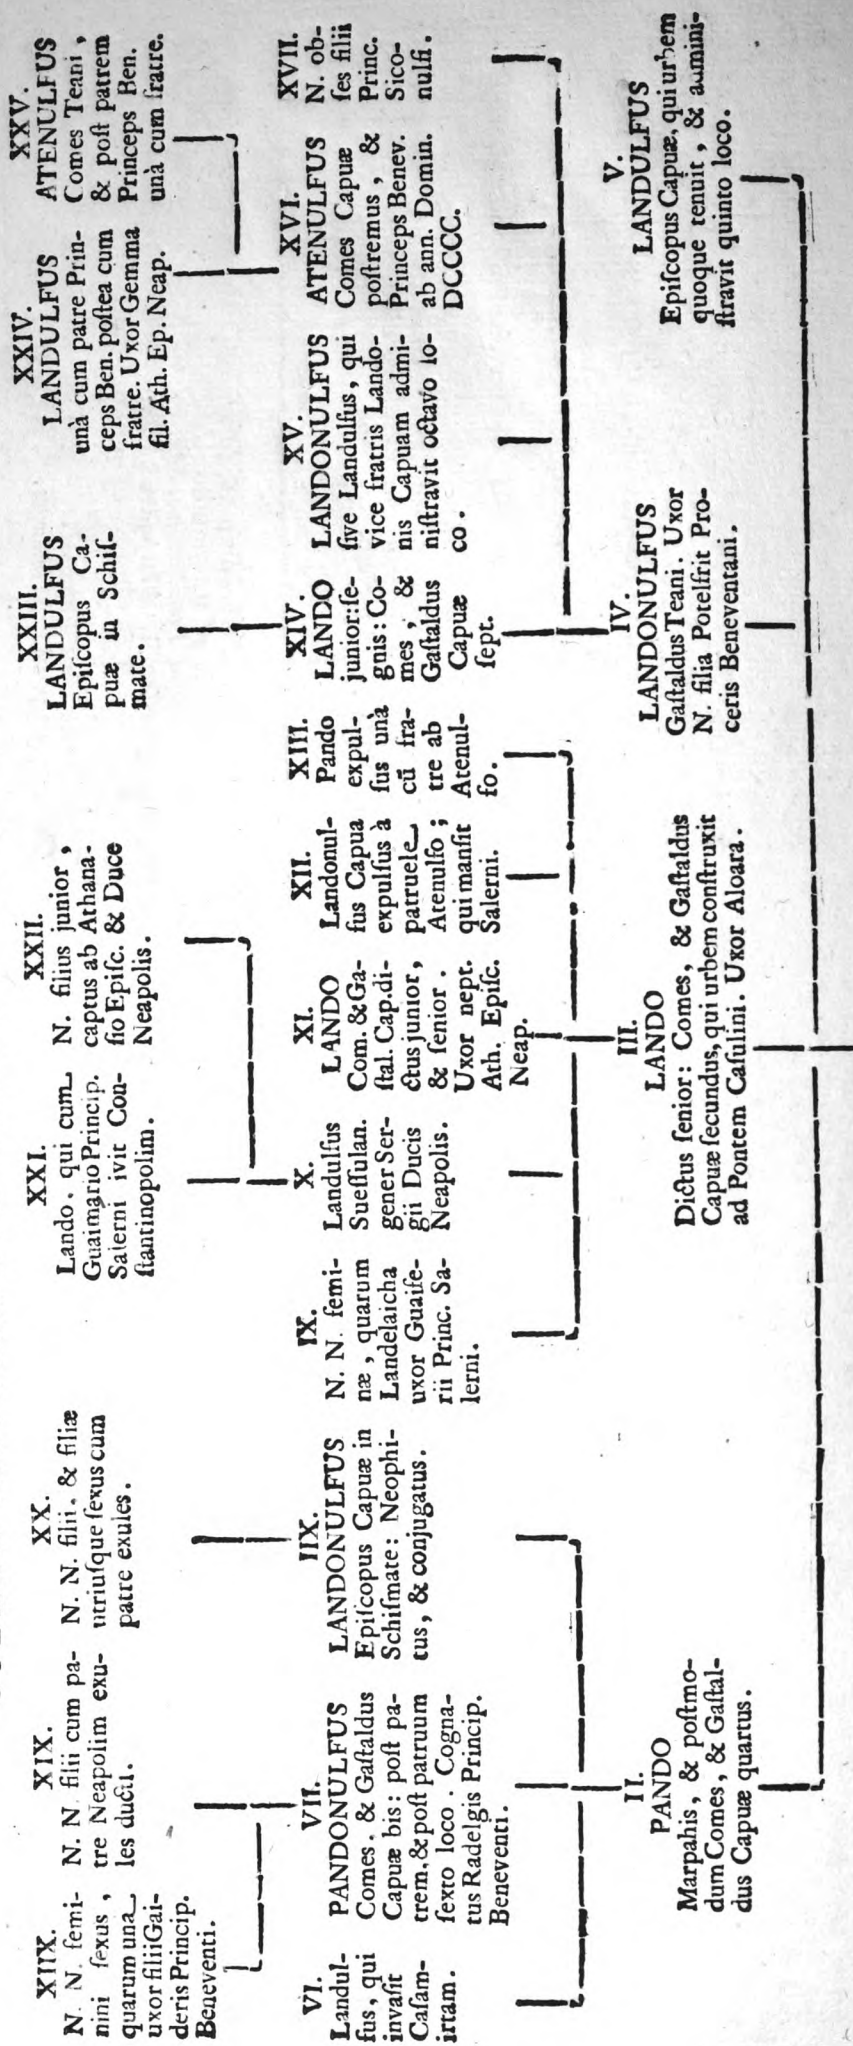 XIIX.
N. N. femi-
nini ſexus,
quarum una
uxor filii Gai-
deris Princip.
Beneventi.
XIX.
N. N. filii cum pa-
tre Neapolim exu-
les ducti.
XX.
N. N. filii. & filiæ
utriuſque ſexus cum
patre exules.
XXI.
Lando. qui cum
Guaimario Princip.
Salerni ivit Con-
ſtantinopolim.
XXII.
N. filius junior,
captus ab Athana-
ſio Epiſc. & Duce
Neapolis.
XXIII.
LANDULFUS
Epiſcopus Ca-
puæ in Schiſ-
mate.
XXIV.
LANDULFUS
unà cum patre Prin-
ceps Ben. poſtea cum
fratre. Uxor Gemma
fil. Ath. Ep. Neap.
XXV.
ATENULFUS
Comes Teani,
& poſt patrem
Princeps Ben.
unà cum fratre.
VI.
Landul-
fus, qui
invaſit
Caſam-
irtam.
VII.
PANDONULFUS
Comes. & Gaſtaldus
Capuæ bis: poſt pa-
trem, & poſt patruum
ſexto loco. Cogna-
tus Radelgis Princip.
Beneventi.
IIX.
LANDONULFUS
Epiſcopus Capuæ in
Schiſmate: Neophi-
tus, & conjugatus.
IX.
N. N. femi-
næ, quarum
Landelaicha
uxor Guaife-
rii Princ. Sa-
lerni.
X.
Landulfus
Sueſſulan.
gener Ser-
gii Ducis
Neapolis.
XI.
LANDO
Com. & Ga-
ſtal. Cap. di-
ctus junior,
& ſenior.
Uxor nept.
Ath. Epiſc.
Neap.
XII.
Landonul-
fus Capua
expulſus à
patruele
Atenulfo;
qui manſit
Salerni.
XIII.
Pando
expul-
ſus unà
cū fra-
tre ab
Atenul-
fo.
XIV.
LANDO
junior: ſe-
gnis: Co-
mes, &
Gaſtaldus
Capuæ
ſept.
XV.
LANDONULFUS
ſive Landulfus, qui
vice fratris Lando-
nis Capuam admi-
niſtravit octavo lo-
co.
XVI.
ATENULFUS
Comes Capuæ
poſtremus, &
Princeps Benev.
ab ann. Domin.
DCCCC.
XVII.
N. ob-
ſes filii
Princ.
Sico-
nulfi.
II.
PANDO
Marpahis, & poſtmo-
dum Comes, & Gaſtal-
dus Capuæ quartus.
III.
LANDO
Dictus ſenior: Comes, & Gaſtaldus
Capuæ ſecundus, qui urbem conſtruxit
ad Pontem Caſulini. Uxor Aloara.
IV.
LANDONULFUS
Gaſtaldus Teani. Uxor
N. filia Potelfrit Pro-
ceris Beneventani.
V.
LANDULFUS
Epiſcopus Capuæ, qui urbem
quoque tenuit, & admini-
ſtravit quinto loco.